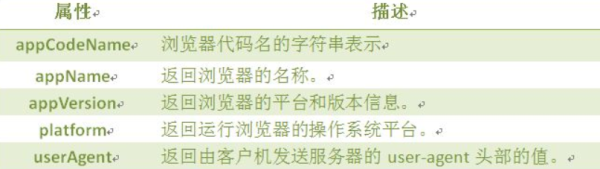 属性 描述
appCodeName 浏览器代码名的字符串表示
appName 返回浏览器的名称。
appVersion 返回浏览器的平台和版本信息。
platform 返回运行浏览器的操作系统平台。
userAgent 返回由客户机发送服务器的 user-agent 头部的值。